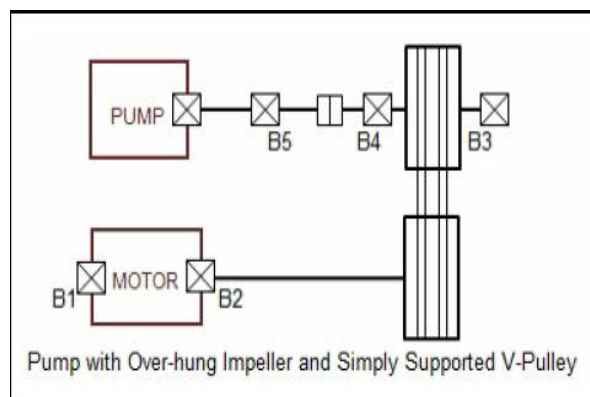 PUMP
B5
B4
B3
B1
MOTOR
B2
Pump with Over-hung Impeller and Simply Supported V-Pulley